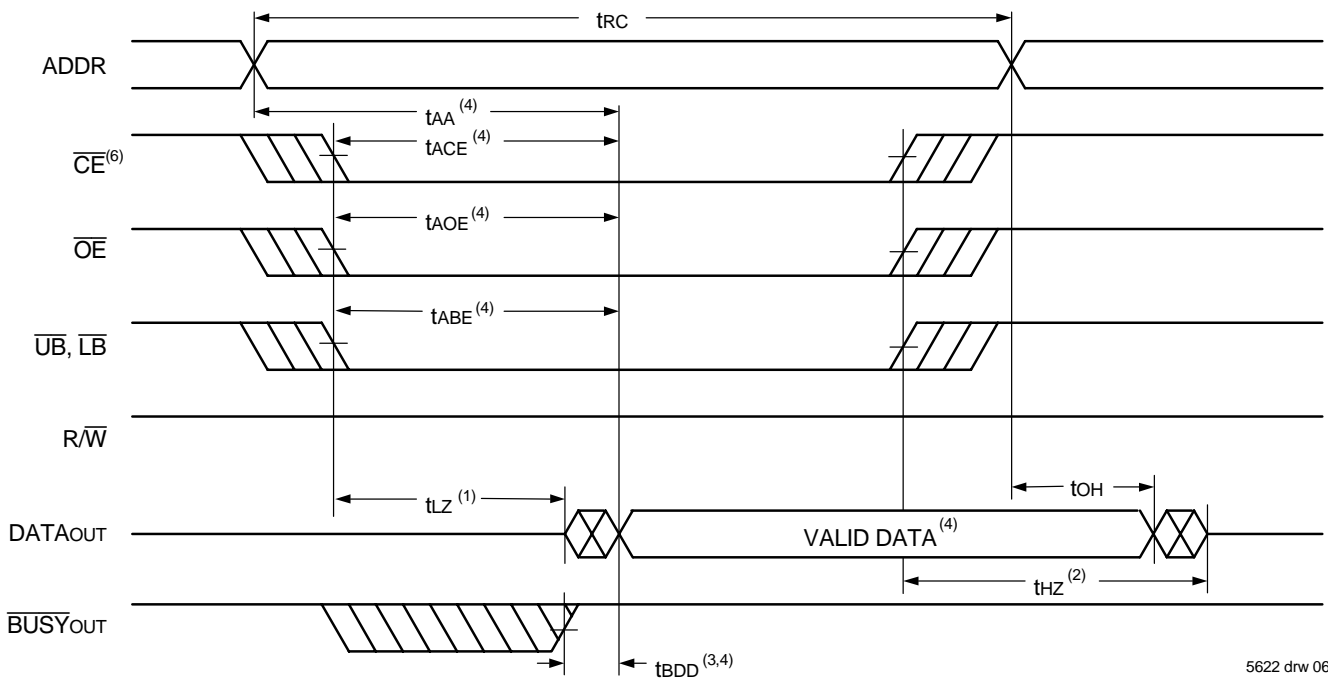 tRC
ADDR
tAA (4)
tACE (4)
CE(6)
tAOE (4)
OE
tABE (4)
UB, LB
R/W
tLZ (1)
tOH
DATAOUT
VALID DATA(4)
tHZ (2)
BUSYOUT
tBDD (3,4)
5622 drw 06